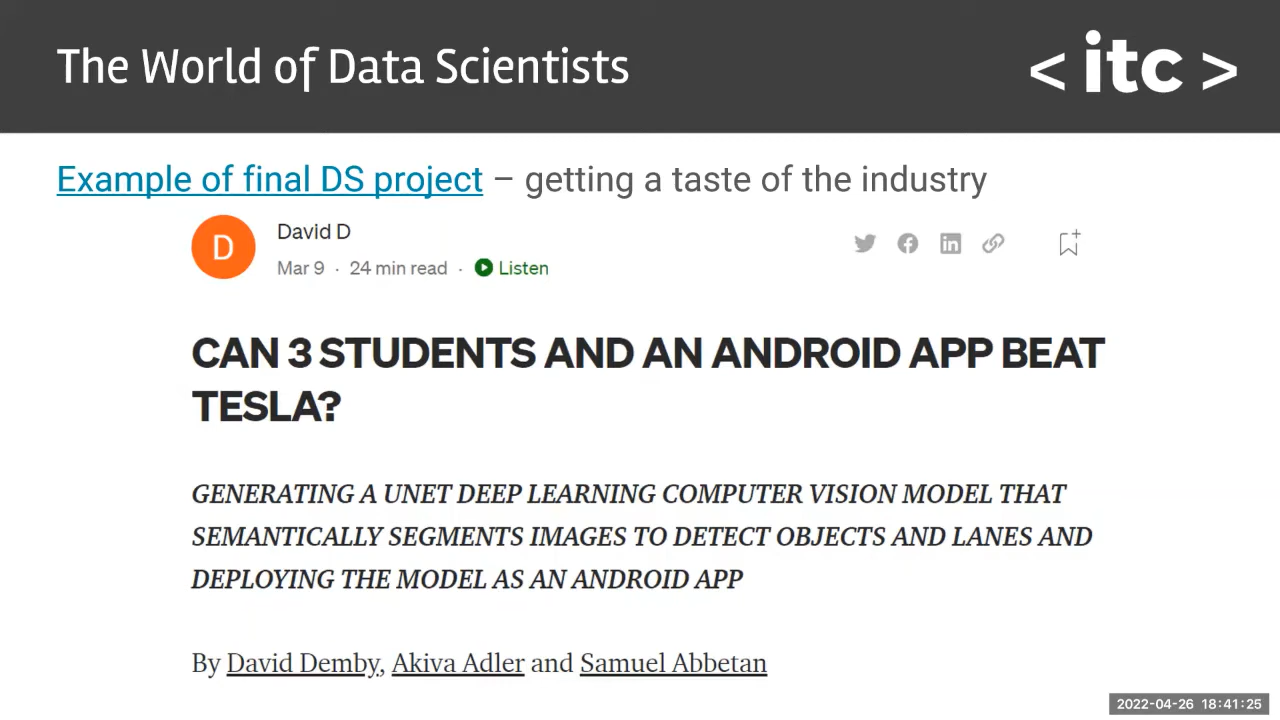 The World of Data Scientists
< itc >
Example of final DS project – getting a taste of the industry
D
David D
Mar 9 · 24 min read · Listen
in
CAN 3 STUDENTS AND AN ANDROID APP BEAT
TESLA?
GENERATING A UNET DEEP LEARNING COMPUTER VISION MODEL THAT
SEMANTICALLY SEGMENTS IMAGES TO DETECT OBJECTS AND LANES AND
DEPLOYING THE MODEL AS AN ANDROID APP
By David Demby, Akiva Adler and Samuel Abbetan
2022-04-26 18:41:25